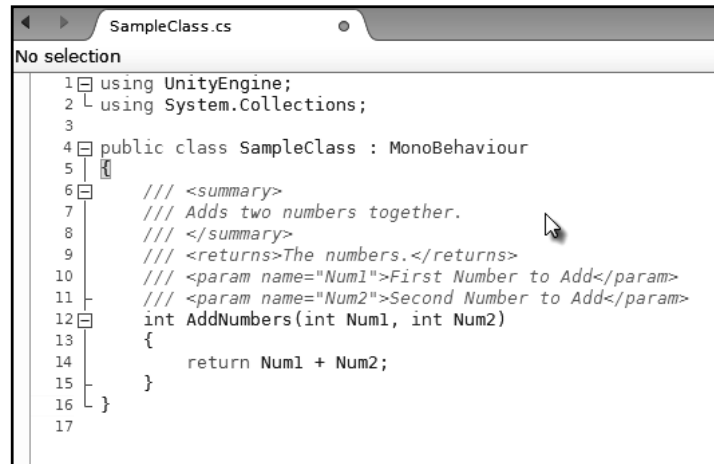 SampleClass.cs
No selection
1 using UnityEngine;
2 using System.Collections;
3
4 public class SampleClass : MonoBehaviour
5 {
6 /// <summary>
7 /// Adds two numbers together.
8 /// </summary>
9 /// <returns>The numbers.</returns>
10 /// <param name="Num1">First Number to Add</param>
11 /// <param name="Num2">Second Number to Add</param>
12 int AddNumbers(int Num1, int Num2)
13 {
14 return Num1 + Num2;
15 }
16 }
17